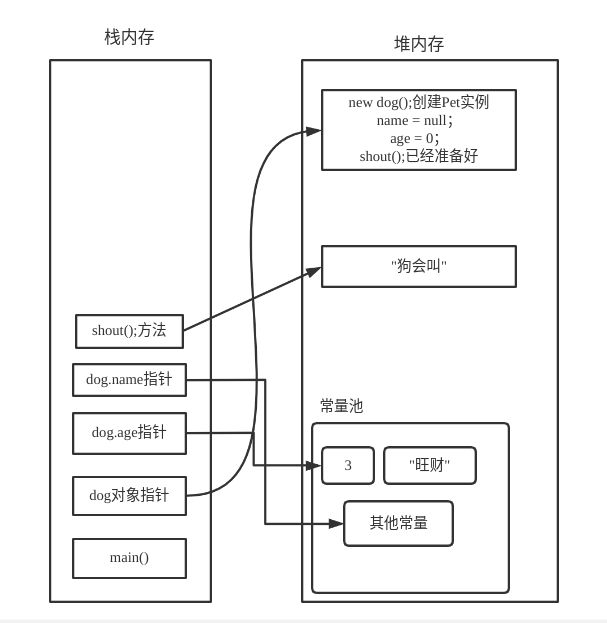 栈内存
堆内存
new dog();创建Pet实例
name = null；
age = 0；
shout();已经准备好
"狗会叫"
shout();方法
dog.name指针
dog.age指针
dog对象指针
main()
常量池
3
"旺财"
其他常量